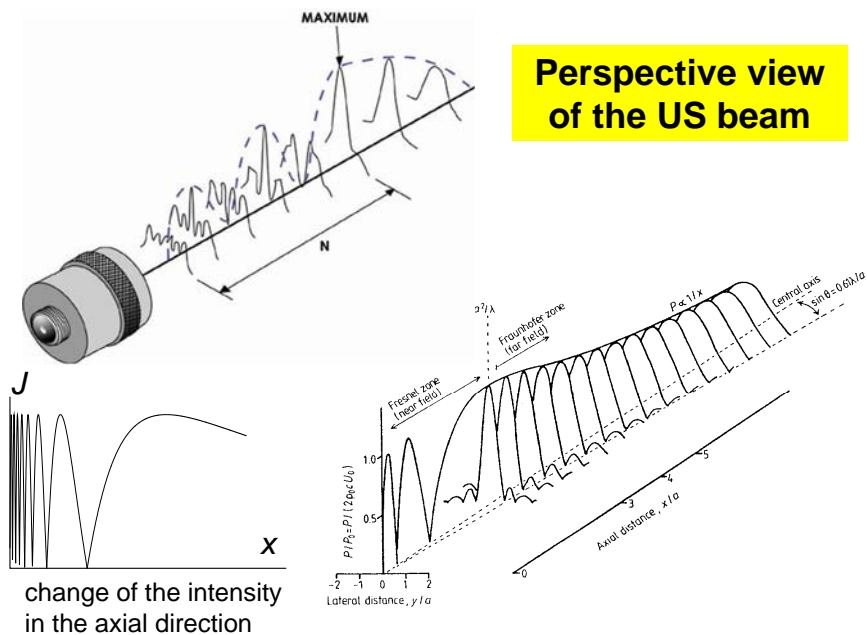 MAXIMUM
Perspective view
of the US beam
N
J
x
change of the intensity
in the axial direction
a²/λ
Fraunhofer zone
(far field)
Fresnel zone
(near field)
P ∝ 1/x
Central axis
sin θ = 0.61λ/a
P/P₀ = P/(2ρ₀cU₀)
1.0
0.5
-2 -1 0 1 2
Lateral distance, y/a
0
3
4
5
Axial distance, x/a